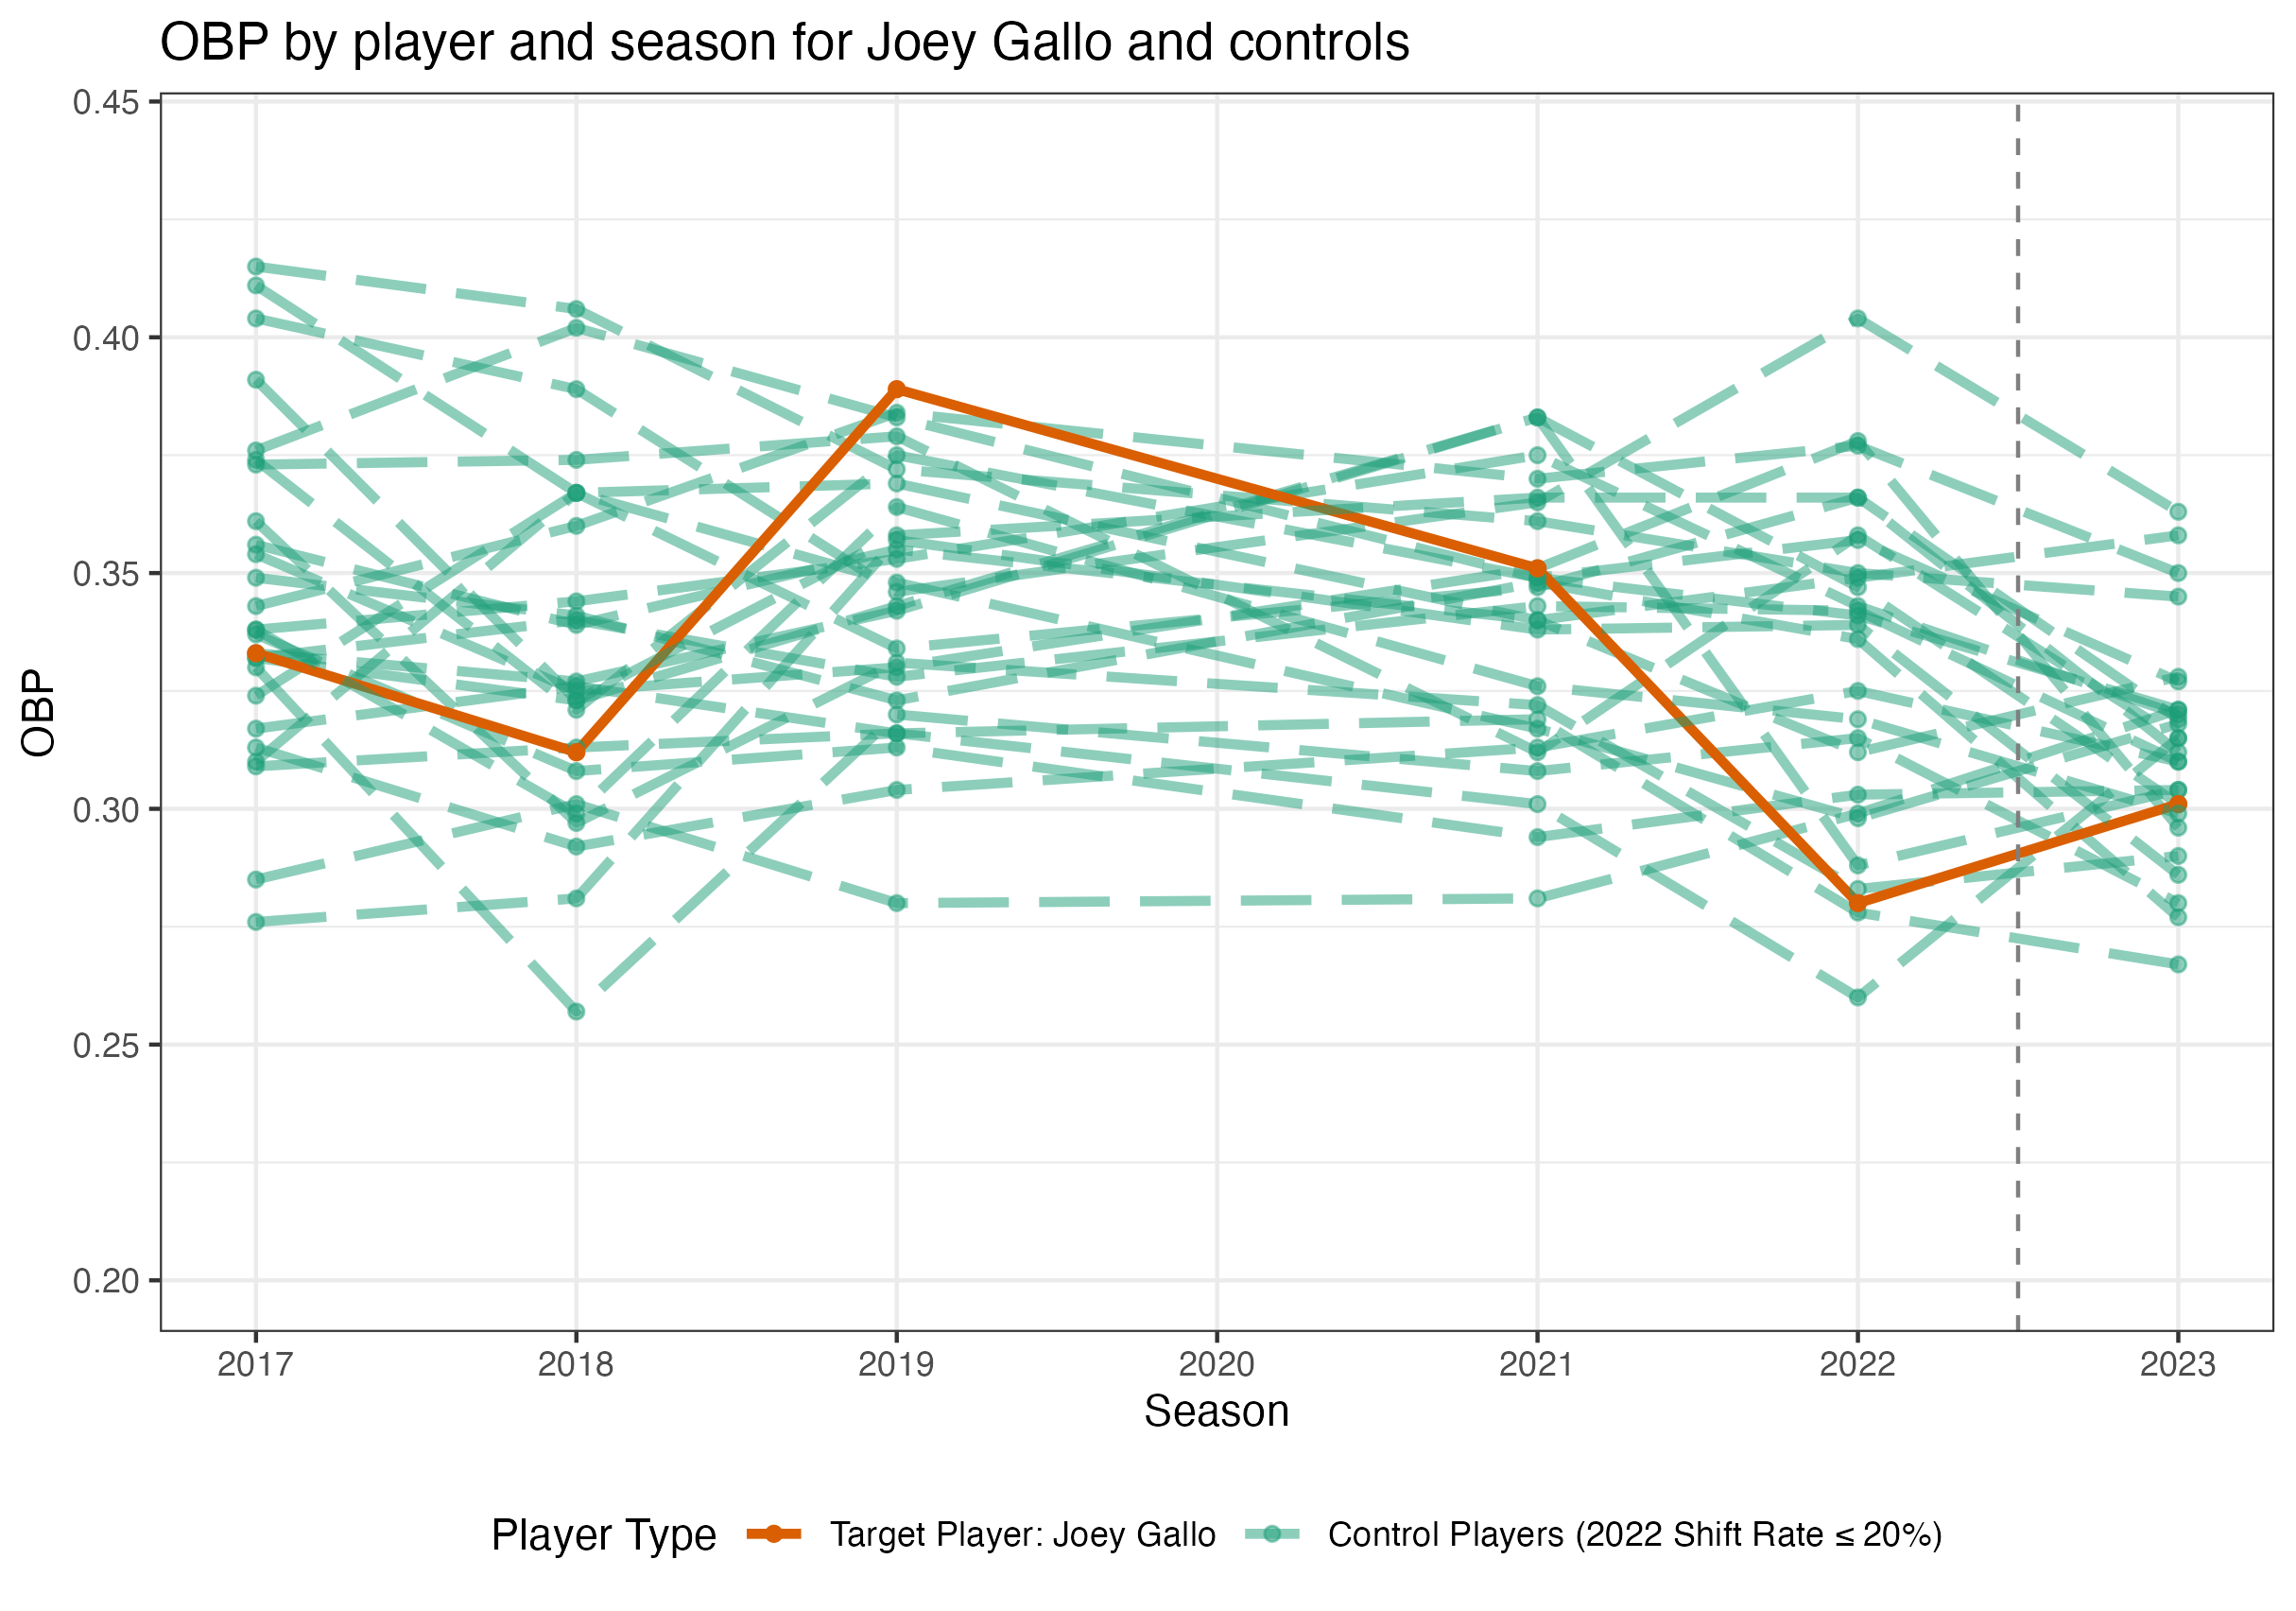 OBP by player and season for Joey Gallo and controls
0.45
0.40
0.35
0.30
0.25
0.20
OBP
2017 2018 2019 2020 2021 2022 2023
Season
Player Type Target Player: Joey Gallo Control Players (2022 Shift Rate ≤ 20%)